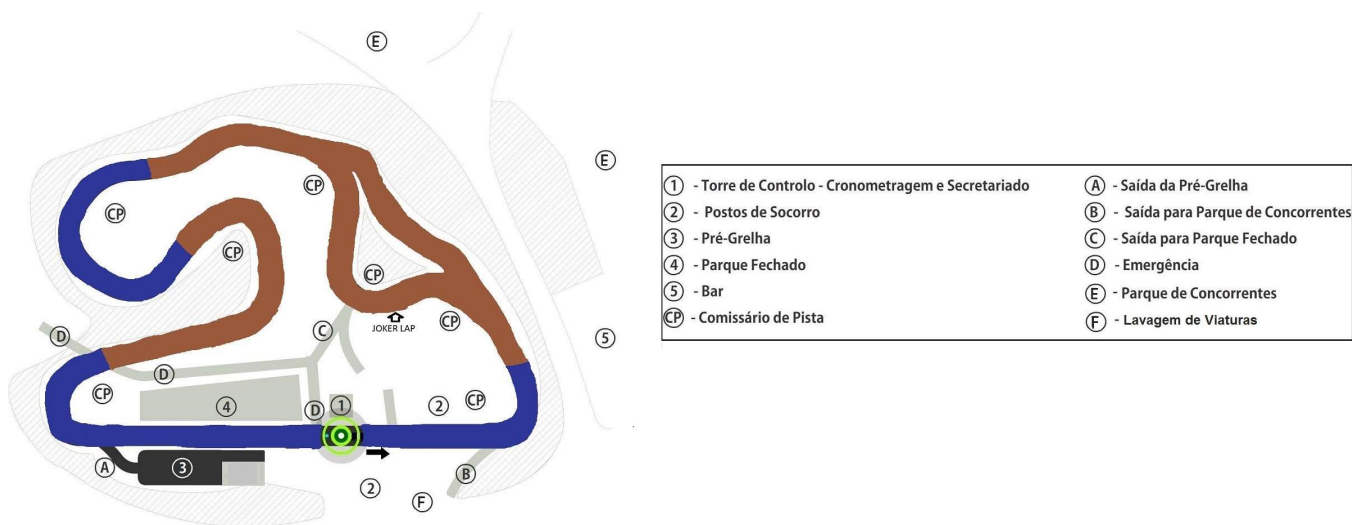 E
E
CP
CP
CP
CP
D
C
JOKER LAP
CP
5
D
CP
4
D
1
2
CP
A
3
2
B
F
1 - Torre de Controlo - Cronometragem e Secretariado
2 - Postos de Socorro
3 - Pré-Grelha
4 - Parque Fechado
5 - Bar
CP - Comissário de Pista
A - Saída da Pré-Grelha
B - Saída para Parque de Concorrentes
C - Saída para Parque Fechado
D - Emergência
E - Parque de Concorrentes
F - Lavagem de Viaturas